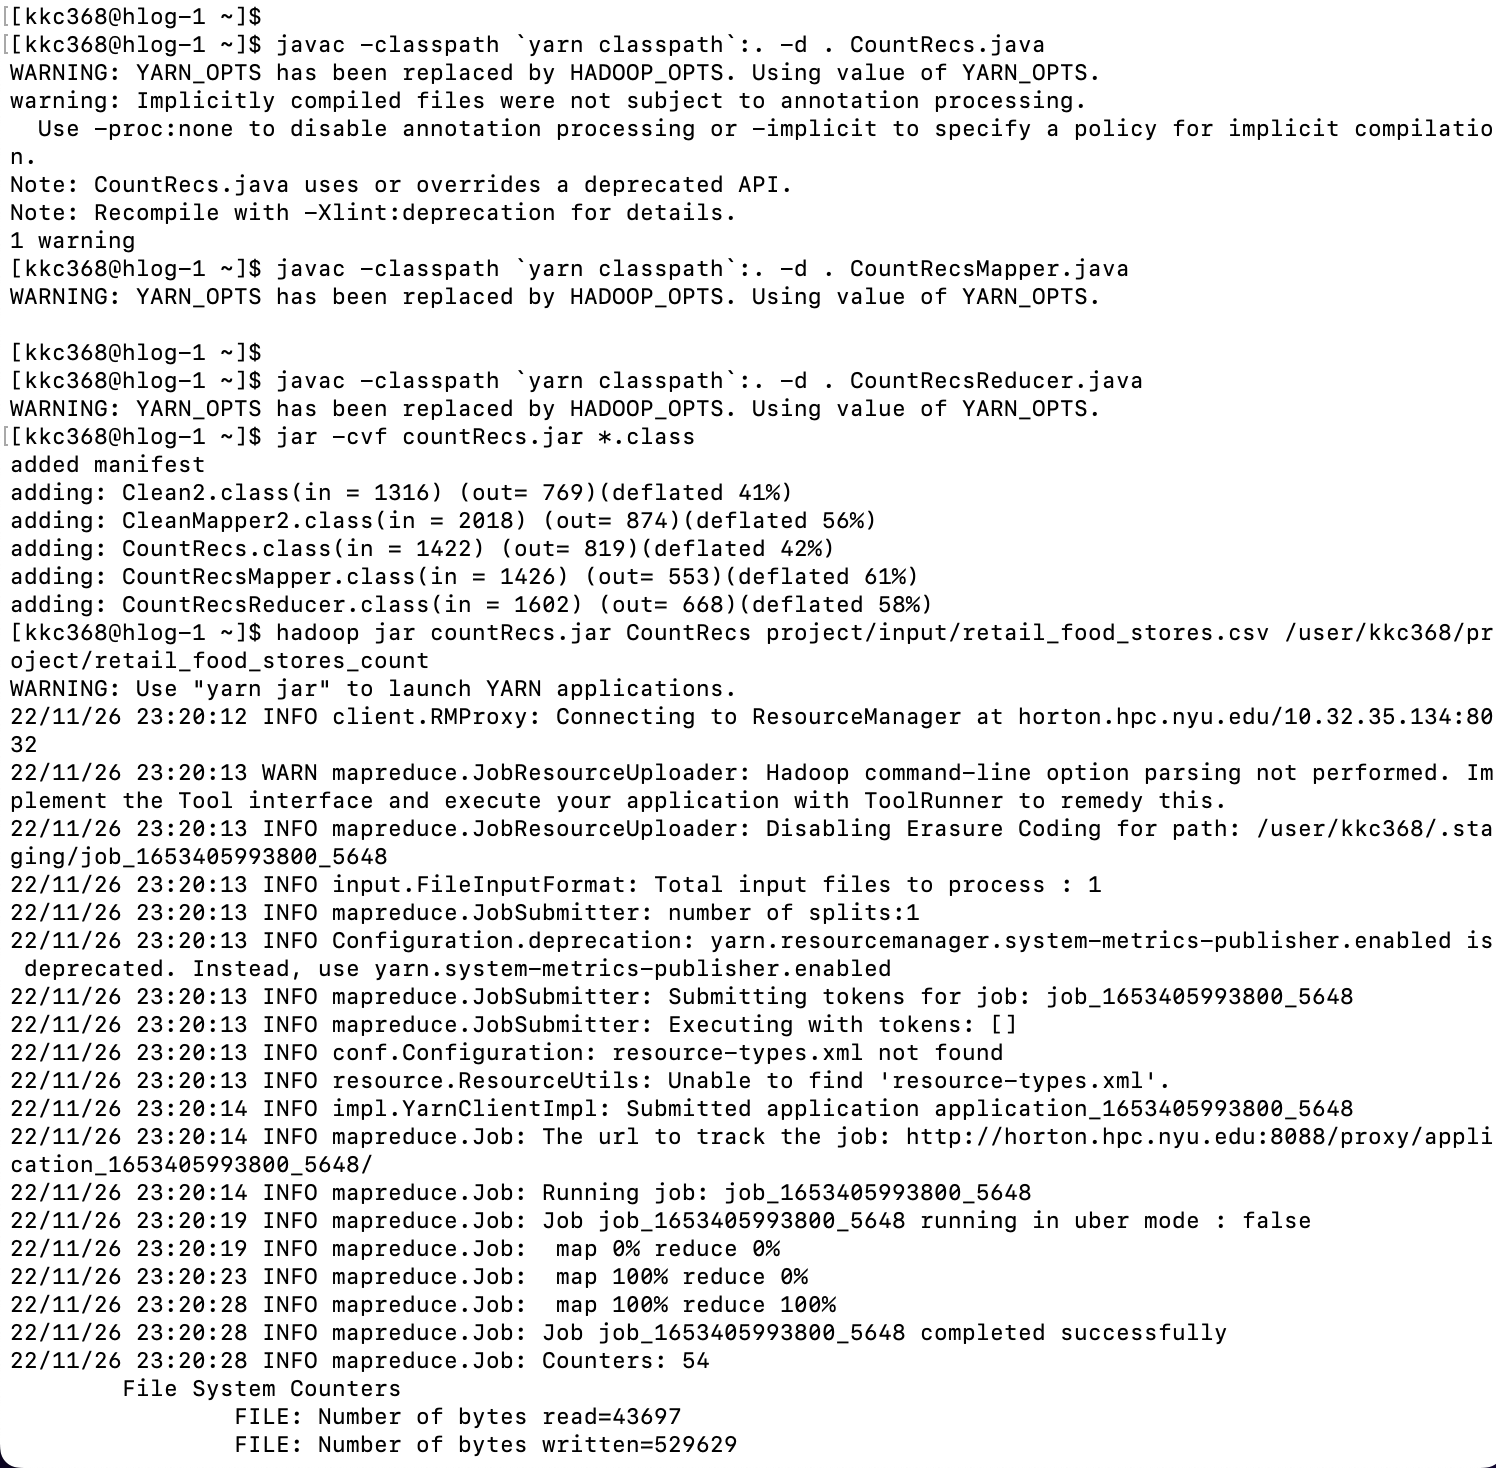 [[kkc368@hlog-1 ~]$
[[kkc368@hlog-1 ~]$ javac -classpath `yarn classpath`:. -d . CountRecs.java
WARNING: YARN_OPTS has been replaced by HADOOP_OPTS. Using value of YARN_OPTS.
warning: Implicitly compiled files were not subject to annotation processing.
  Use -proc:none to disable annotation processing or -implicit to specify a policy for implicit compilatio
n.
Note: CountRecs.java uses or overrides a deprecated API.
Note: Recompile with -Xlint:deprecation for details.
1 warning
[kkc368@hlog-1 ~]$ javac -classpath `yarn classpath`:. -d . CountRecsMapper.java
WARNING: YARN_OPTS has been replaced by HADOOP_OPTS. Using value of YARN_OPTS.

[kkc368@hlog-1 ~]$
[kkc368@hlog-1 ~]$ javac -classpath `yarn classpath`:. -d . CountRecsReducer.java
WARNING: YARN_OPTS has been replaced by HADOOP_OPTS. Using value of YARN_OPTS.
[[kkc368@hlog-1 ~]$ jar -cvf countRecs.jar *.class
added manifest
adding: Clean2.class(in = 1316) (out= 769)(deflated 41%)
adding: CleanMapper2.class(in = 2018) (out= 874)(deflated 56%)
adding: CountRecs.class(in = 1422) (out= 819)(deflated 42%)
adding: CountRecsMapper.class(in = 1426) (out= 553)(deflated 61%)
adding: CountRecsReducer.class(in = 1602) (out= 668)(deflated 58%)
[kkc368@hlog-1 ~]$ hadoop jar countRecs.jar CountRecs project/input/retail_food_stores.csv /user/kkc368/pr
oject/retail_food_stores_count
WARNING: Use "yarn jar" to launch YARN applications.
22/11/26 23:20:12 INFO client.RMProxy: Connecting to ResourceManager at horton.hpc.nyu.edu/10.32.35.134:80
32
22/11/26 23:20:13 WARN mapreduce.JobResourceUploader: Hadoop command-line option parsing not performed. Im
plement the Tool interface and execute your application with ToolRunner to remedy this.
22/11/26 23:20:13 INFO mapreduce.JobResourceUploader: Disabling Erasure Coding for path: /user/kkc368/.sta
ging/job_1653405993800_5648
22/11/26 23:20:13 INFO input.FileInputFormat: Total input files to process : 1
22/11/26 23:20:13 INFO mapreduce.JobSubmitter: number of splits:1
22/11/26 23:20:13 INFO Configuration.deprecation: yarn.resourcemanager.system-metrics-publisher.enabled is
 deprecated. Instead, use yarn.system-metrics-publisher.enabled
22/11/26 23:20:13 INFO mapreduce.JobSubmitter: Submitting tokens for job: job_1653405993800_5648
22/11/26 23:20:13 INFO mapreduce.JobSubmitter: Executing with tokens: []
22/11/26 23:20:13 INFO conf.Configuration: resource-types.xml not found
22/11/26 23:20:13 INFO resource.ResourceUtils: Unable to find 'resource-types.xml'.
22/11/26 23:20:14 INFO impl.YarnClientImpl: Submitted application application_1653405993800_5648
22/11/26 23:20:14 INFO mapreduce.Job: The url to track the job: http://horton.hpc.nyu.edu:8088/proxy/appli
cation_1653405993800_5648/
22/11/26 23:20:14 INFO mapreduce.Job: Running job: job_1653405993800_5648
22/11/26 23:20:19 INFO mapreduce.Job: Job job_1653405993800_5648 running in uber mode : false
22/11/26 23:20:19 INFO mapreduce.Job:  map 0% reduce 0%
22/11/26 23:20:23 INFO mapreduce.Job:  map 100% reduce 0%
22/11/26 23:20:28 INFO mapreduce.Job:  map 100% reduce 100%
22/11/26 23:20:28 INFO mapreduce.Job: Job job_1653405993800_5648 completed successfully
22/11/26 23:20:28 INFO mapreduce.Job: Counters: 54
        File System Counters
                FILE: Number of bytes read=43697
                FILE: Number of bytes written=529629